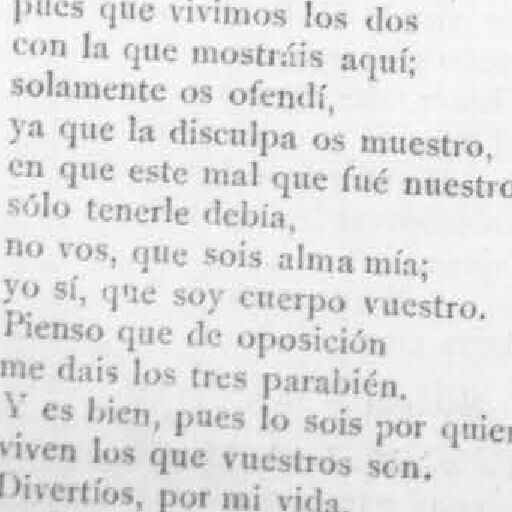 pues que vivimos los dos
con la que mostráis aquí;
solamente os ofendí,
ya que la disculpa os muestro,
en que este mal que fué nuestro
sólo tenerle debía,
no vos, que sois alma mía;
yo sí, que soy cuerpo vuestro.
Pienso que de oposición
me dais los tres parabién.
Y es bien, pues lo sois por quien
viven los que vuestros son.
Divertíos, por mi vida.